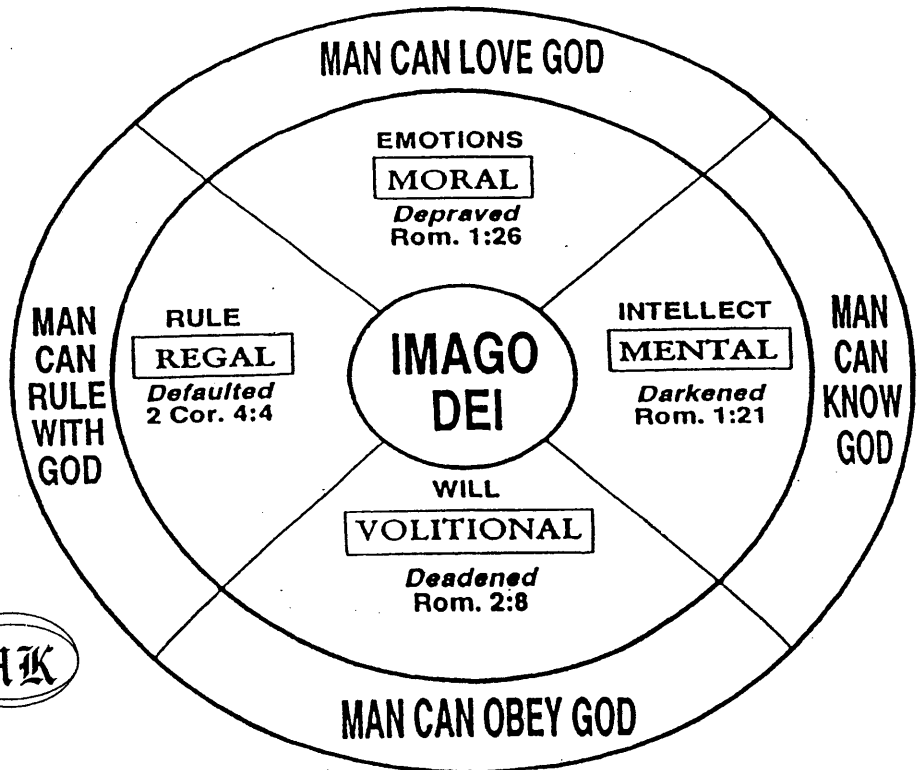 MAN CAN LOVE GOD
EMOTIONS
MORAL
Depraved
Rom. 1:26
MAN
CAN
RULE
WITH
GOD
RULE
REGAL
Defaulted
2 Cor. 4:4
IMAGO
DEI
INTELLECT
MENTAL
Darkened
Rom. 1:21
MAN
CAN
KNOW
GOD
WILL
VOLITIONAL
Deadened
Rom. 2:8
MAN CAN OBEY GOD